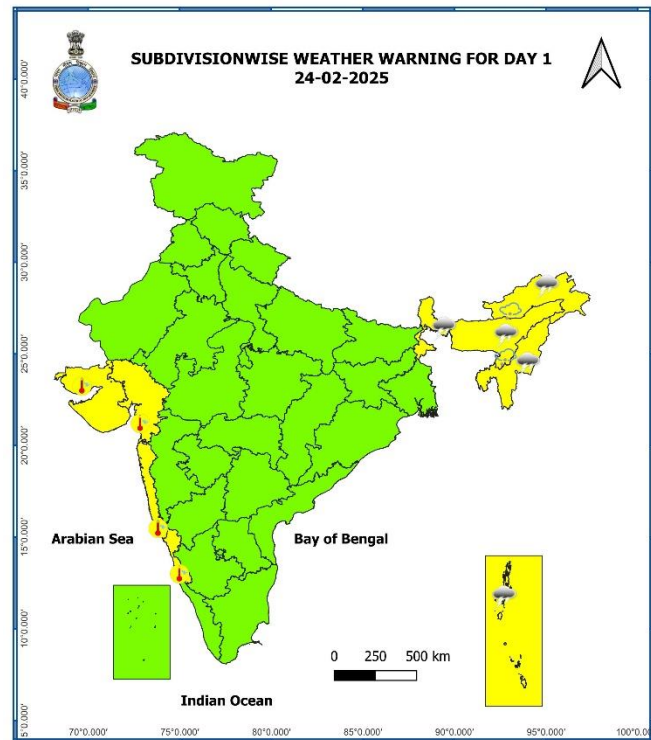 SUBDIVISIONWISE WEATHER WARNING FOR DAY 1
24-02-2025
40°0.000'
35°0.000'
30°0.000'
25°0.000'
20°0.000'
15°0.000'
10°0.000'
5°0.000'
Arabian Sea
Bay of Bengal
0 250 500 km
Indian Ocean
70°0.000' 75°0.000' 80°0.000' 85°0.000' 90°0.000' 95°0.000' 100°0.0